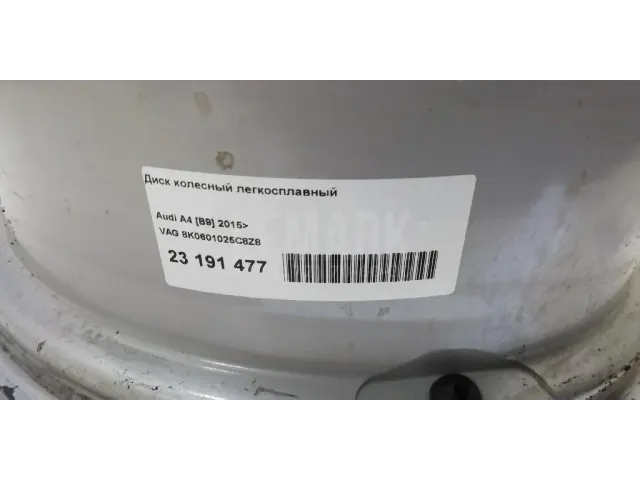 Диск колесный легкосплавный
Audi A4 [B9] 2015>
VAG 8K0601025C8Z8
23 191 477